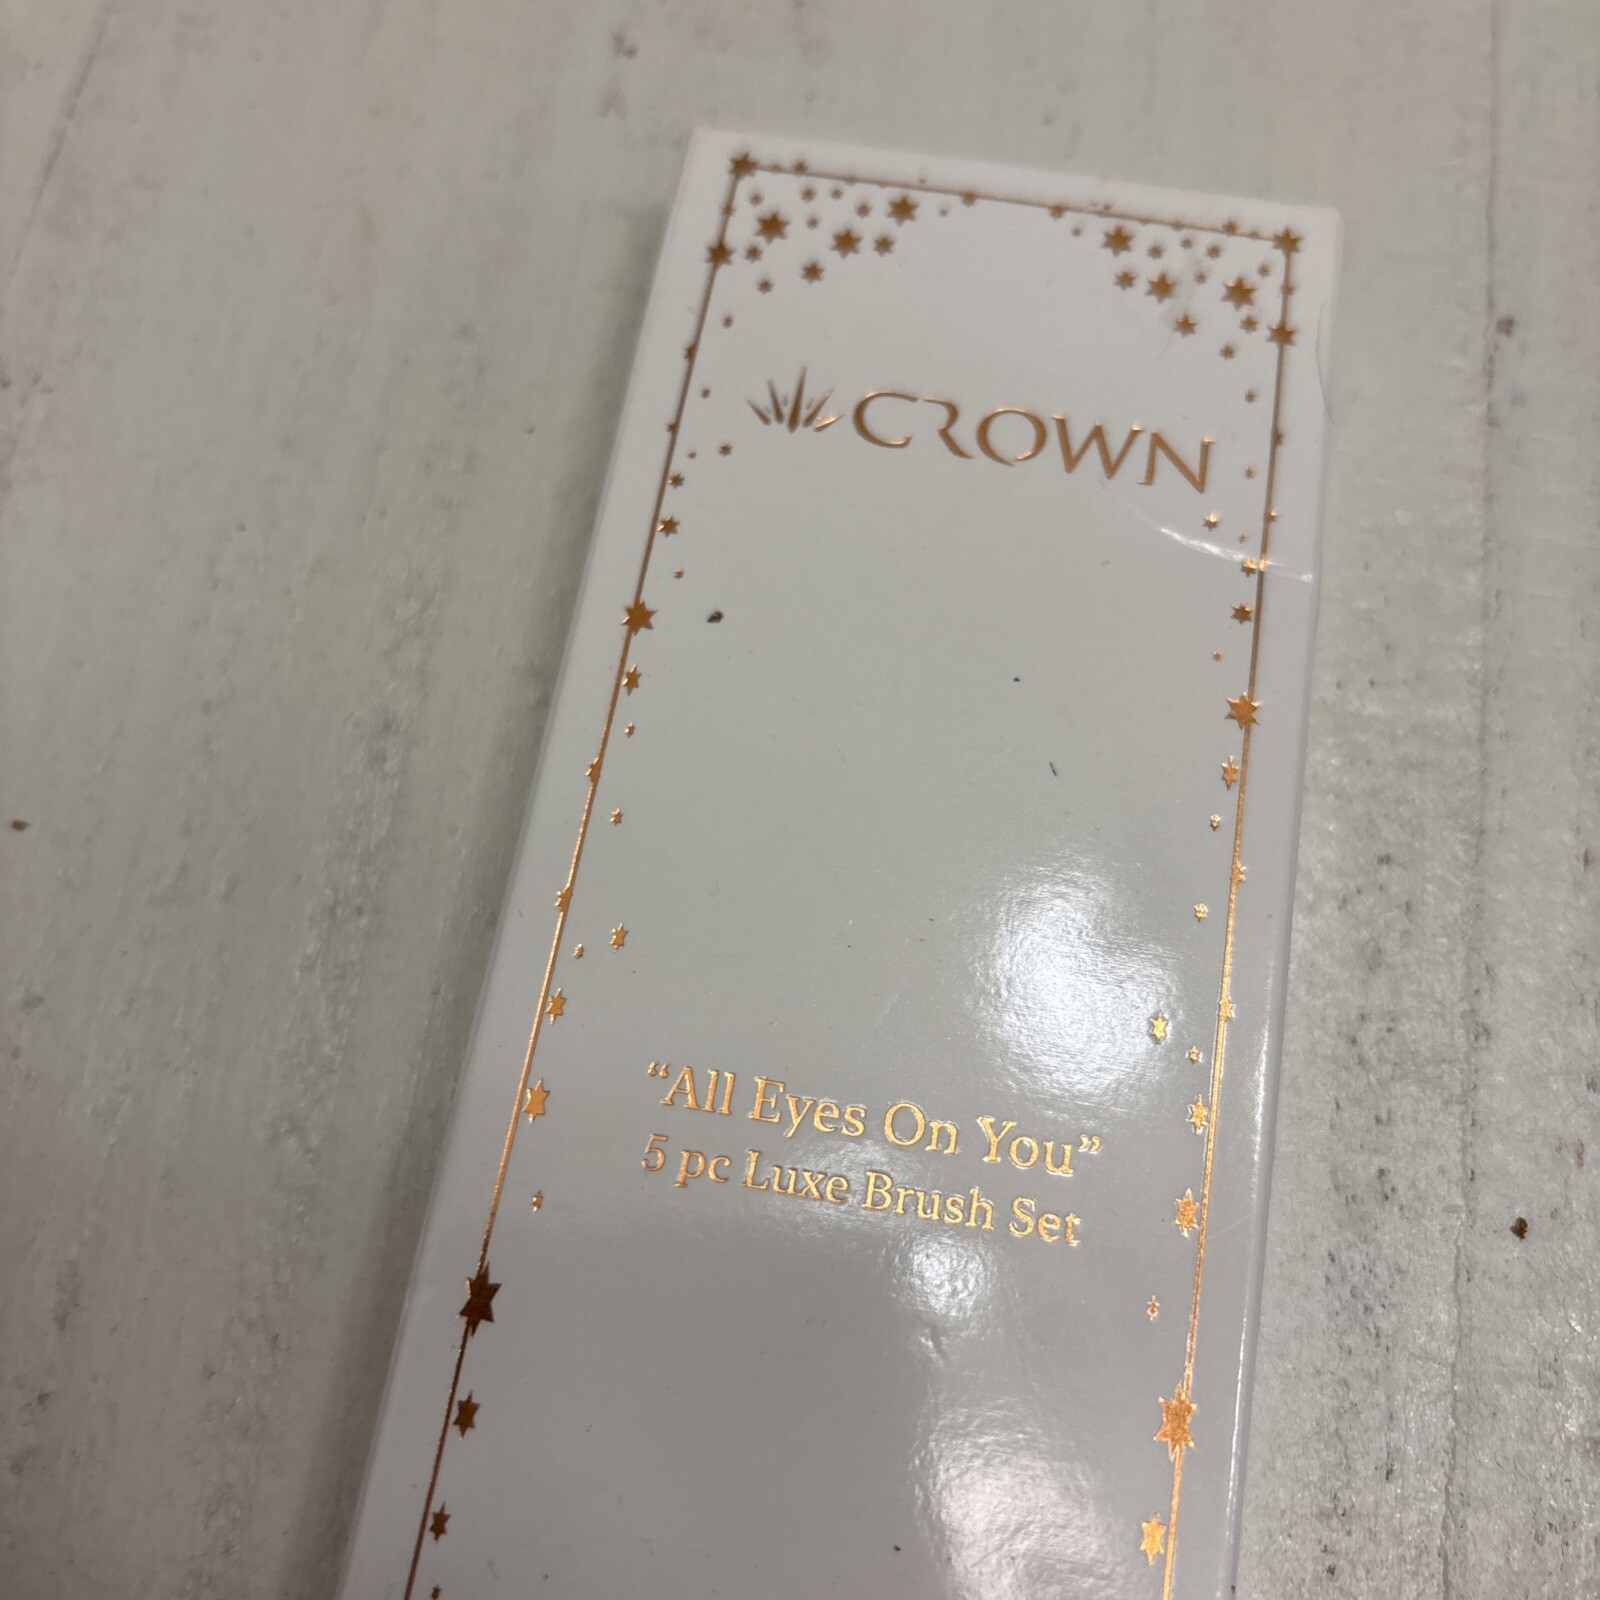 CROWN
“All Eyes On You”
5 pc Luxe Brush Set